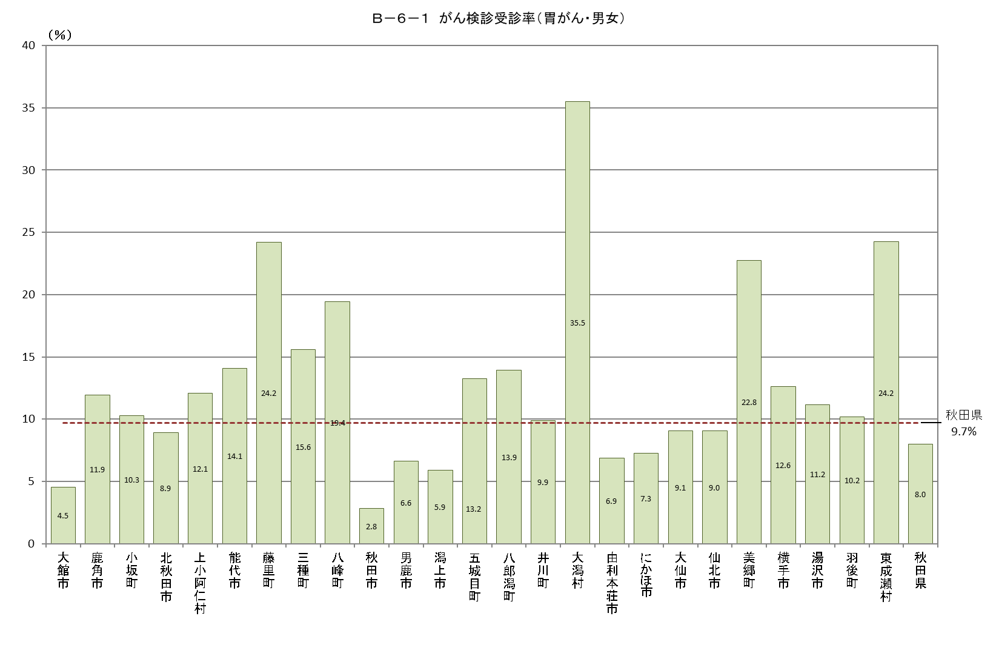 Ｂ－６－１　がん検診受診率（胃がん・男女）
（％）
40
35
30
25
20
15
10
5
0
4.5
11.9
10.3
8.9
12.1
14.1
24.2
15.6
19.4
2.8
6.6
5.9
13.2
13.9
9.9
35.5
6.9
7.3
9.1
9.0
22.8
12.6
11.2
10.2
24.2
8.0
秋田県
9.7%
大館市
鹿角市
小坂町
北秋田市
上小阿仁村
能代市
藤里町
三種町
八峰町
秋田市
男鹿市
潟上市
五城目町
八郎潟町
井川町
大潟村
由利本荘市
にかほ市
大仙市
仙北市
美郷町
横手市
湯沢市
羽後町
東成瀬村
秋田県